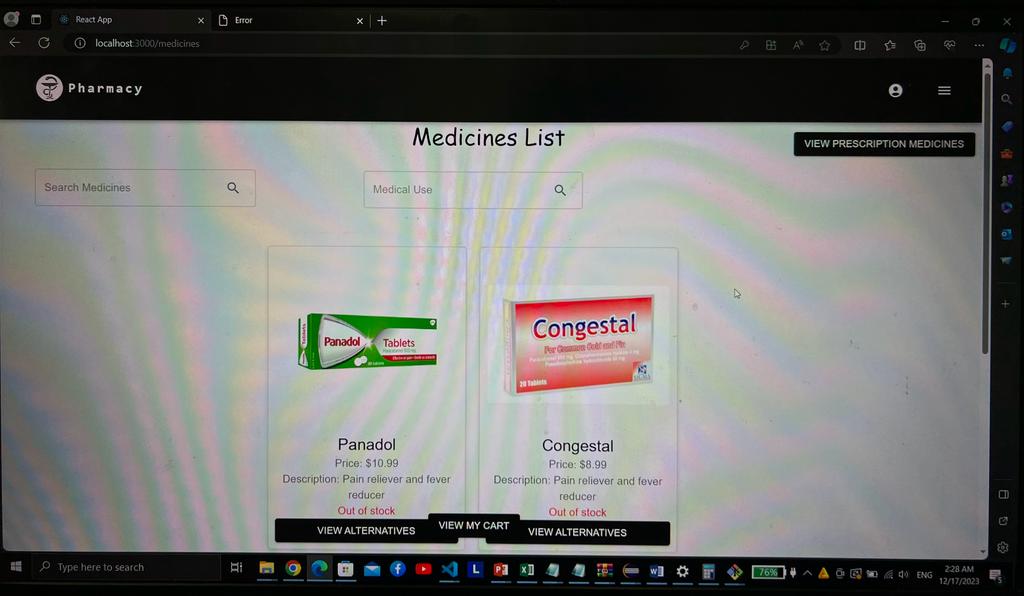 React App
Error
localhost:3000/medicines
Pharmacy
Medicines List
VIEW PRESCRIPTION MEDICINES
Search Medicines
Medical Use
Panadol
Tablets
Congestal
For Common Cold and Flu
20 Tablets
Panadol
Price: $10.99
Description: Pain reliever and fever
reducer
Out of stock
VIEW ALTERNATIVES
Congestal
Price: $8.99
Description: Pain reliever and fever
reducer
Out of stock
VIEW ALTERNATIVES
VIEW MY CART
Type here to search
76%
ENG
2:28 AM
12/17/2023